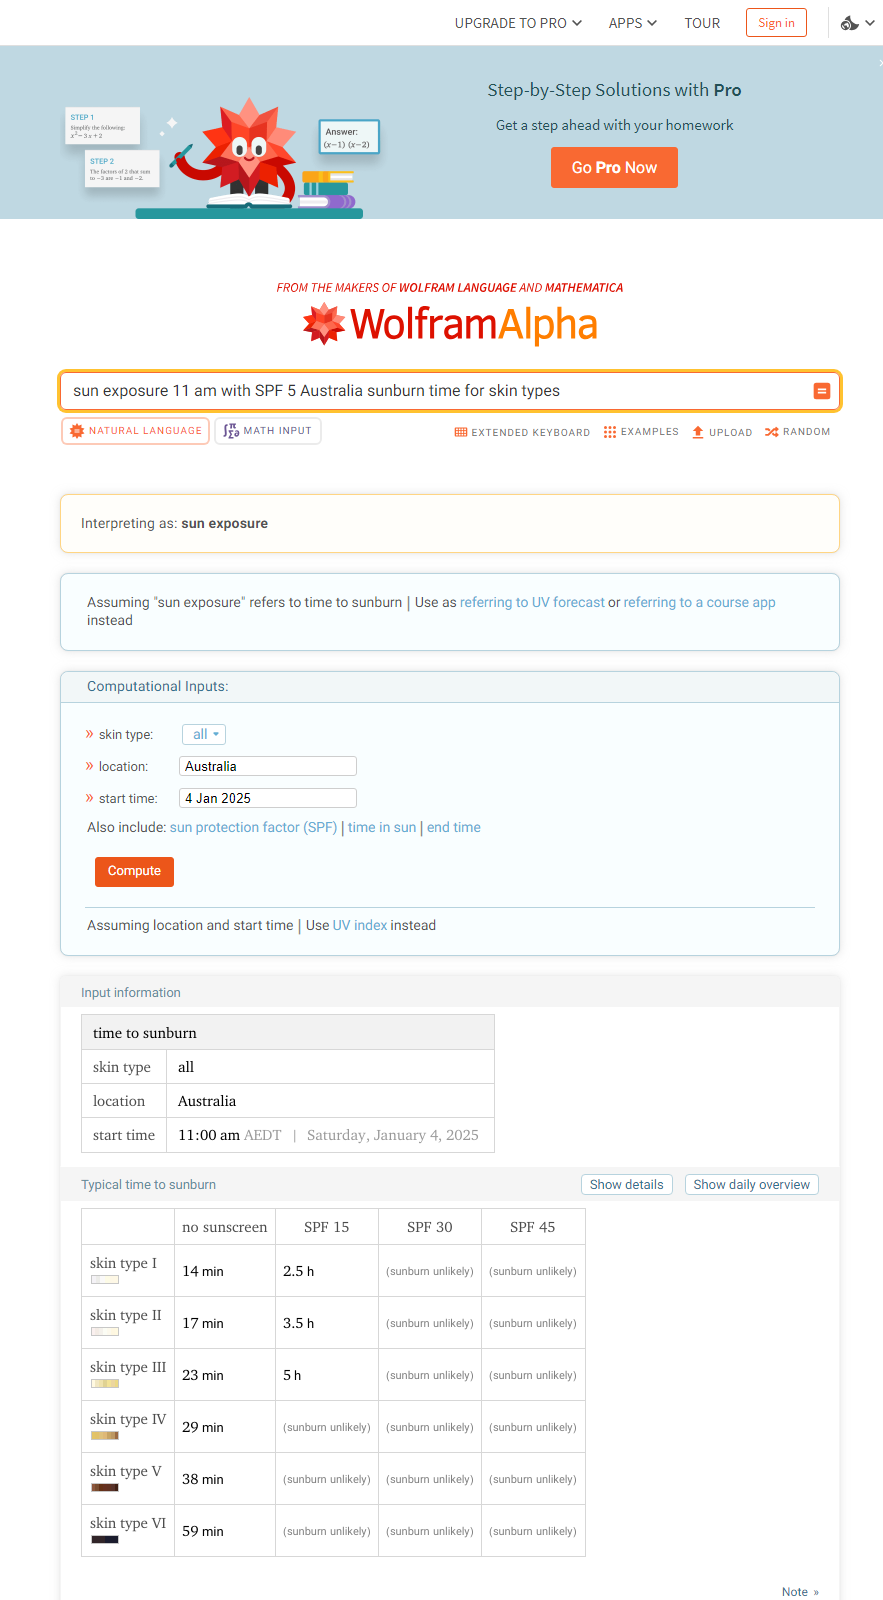 UPGRADE TO PRO APPS TOUR Sign in
Step-by-Step Solutions with Pro
Get a step ahead with your homework
Go Pro Now
STEP 1
Simplify the following:
x² − 3 x + 2
STEP 2
The factors of 2 that sum
to −3 are −1 and −2.
Answer:
(x−1) (x−2)
FROM THE MAKERS OF WOLFRAM LANGUAGE AND MATHEMATICA
WolframAlpha
sun exposure 11 am with SPF 5 Australia sunburn time for skin types
NATURAL LANGUAGE MATH INPUT EXTENDED KEYBOARD EXAMPLES UPLOAD RANDOM
Interpreting as: sun exposure
Assuming "sun exposure" refers to time to sunburn | Use as referring to UV forecast or referring to a course app
instead
Computational Inputs:
» skin type: all
» location: Australia
» start time: 4 Jan 2025
Also include: sun protection factor (SPF) | time in sun | end time
Compute
Assuming location and start time | Use UV index instead
Input information
time to sunburn
skin type all
location Australia
start time 11:00 am AEDT | Saturday, January 4, 2025
Typical time to sunburn Show details Show daily overview
no sunscreen SPF 15 SPF 30 SPF 45
skin type I 14 min 2.5 h (sunburn unlikely) (sunburn unlikely)
skin type II 17 min 3.5 h (sunburn unlikely) (sunburn unlikely)
skin type III 23 min 5 h (sunburn unlikely) (sunburn unlikely)
skin type IV 29 min (sunburn unlikely) (sunburn unlikely) (sunburn unlikely)
skin type V 38 min (sunburn unlikely) (sunburn unlikely) (sunburn unlikely)
skin type VI 59 min (sunburn unlikely) (sunburn unlikely) (sunburn unlikely)
Note »